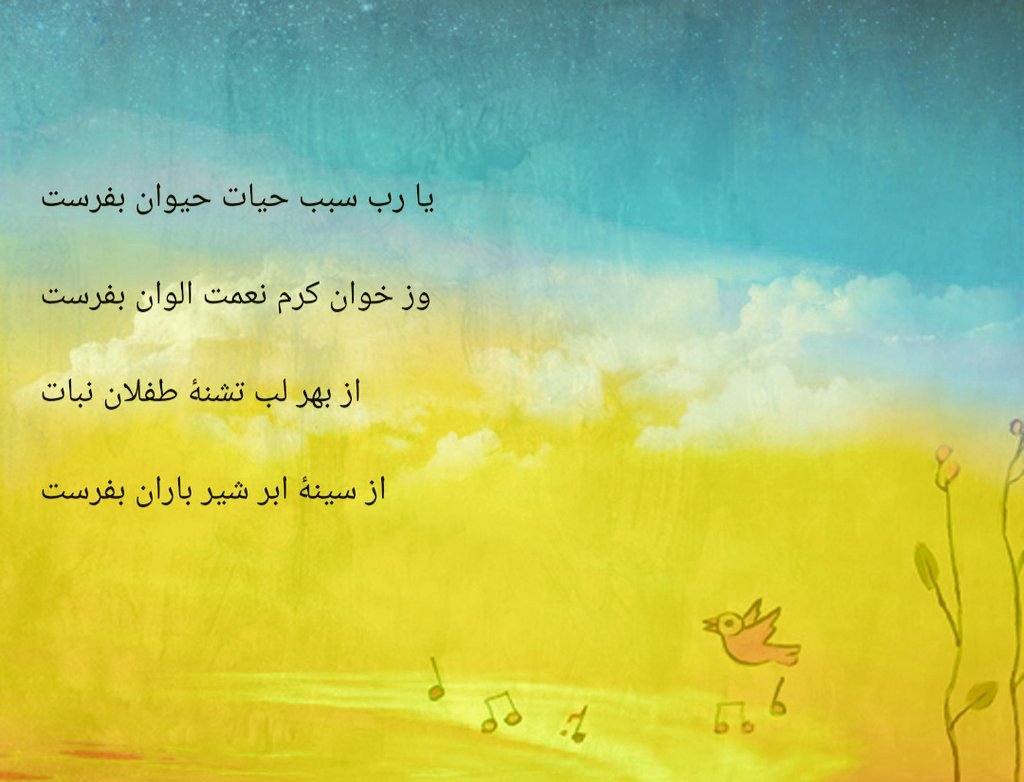 یا رب سبب حیات حیوان بفرست
وز خوان کرم نعمت الوان بفرست
از بهر لب تشنهٔ طفلان نبات
از سینهٔ ابر شیر باران بفرست